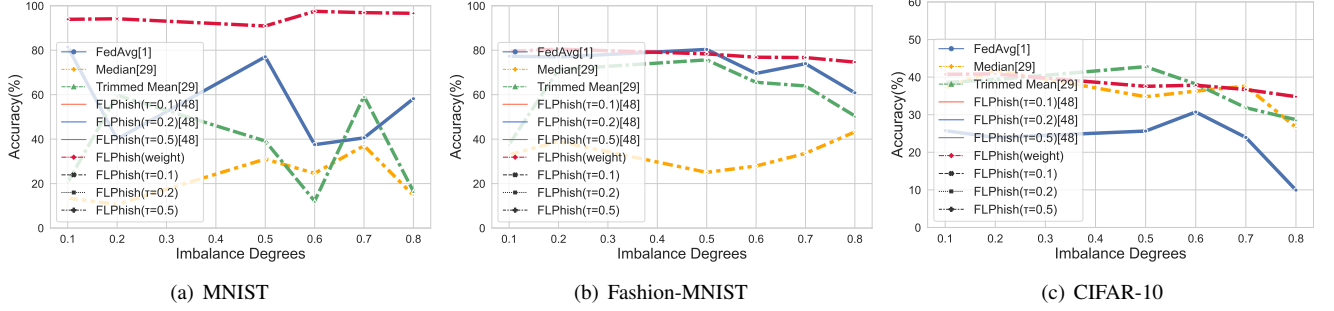 100
80
60
40
20
0
Accuracy(%)
FedAvg[1]
Median[29]
Trimmed Mean[29]
FLPhish(τ=0.1)[48]
FLPhish(τ=0.2)[48]
FLPhish(τ=0.5)[48]
FLPhish(weight)
FLPhish(τ=0.1)
FLPhish(τ=0.2)
FLPhish(τ=0.5)
0.1 0.2 0.3 0.4 0.5 0.6 0.7 0.8
Imbalance Degrees
(a) MNIST
100
80
60
40
20
0
Accuracy(%)
FedAvg[1]
Median[29]
Trimmed Mean[29]
FLPhish(τ=0.1)[48]
FLPhish(τ=0.2)[48]
FLPhish(τ=0.5)[48]
FLPhish(weight)
FLPhish(τ=0.1)
FLPhish(τ=0.2)
FLPhish(τ=0.5)
0.1 0.2 0.3 0.4 0.5 0.6 0.7 0.8
Imbalance Degrees
(b) Fashion-MNIST
60
50
40
30
20
10
0
Accuracy(%)
FedAvg[1]
Median[29]
Trimmed Mean[29]
FLPhish(τ=0.1)[48]
FLPhish(τ=0.2)[48]
FLPhish(τ=0.5)[48]
FLPhish(weight)
FLPhish(τ=0.1)
FLPhish(τ=0.2)
FLPhish(τ=0.5)
0.1 0.2 0.3 0.4 0.5 0.6 0.7 0.8
Imbalance Degrees
(c) CIFAR-10